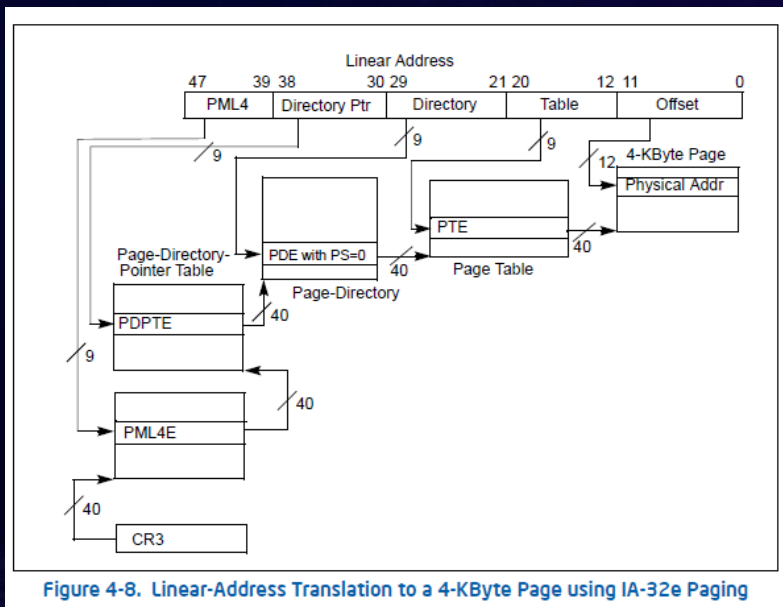 Linear Address
47 39 38 30 29 21 20 12 11 0
PML4 Directory Ptr Directory Table Offset
9 9 9
12 4-KByte Page
Physical Addr
PTE
40
Page-Directory-
Pointer Table
PDE with PS=0
40
Page Table
Page-Directory
PDPTE
40
9
40
PML4E
40
CR3
Figure 4-8. Linear-Address Translation to a 4-KByte Page using IA-32e Paging